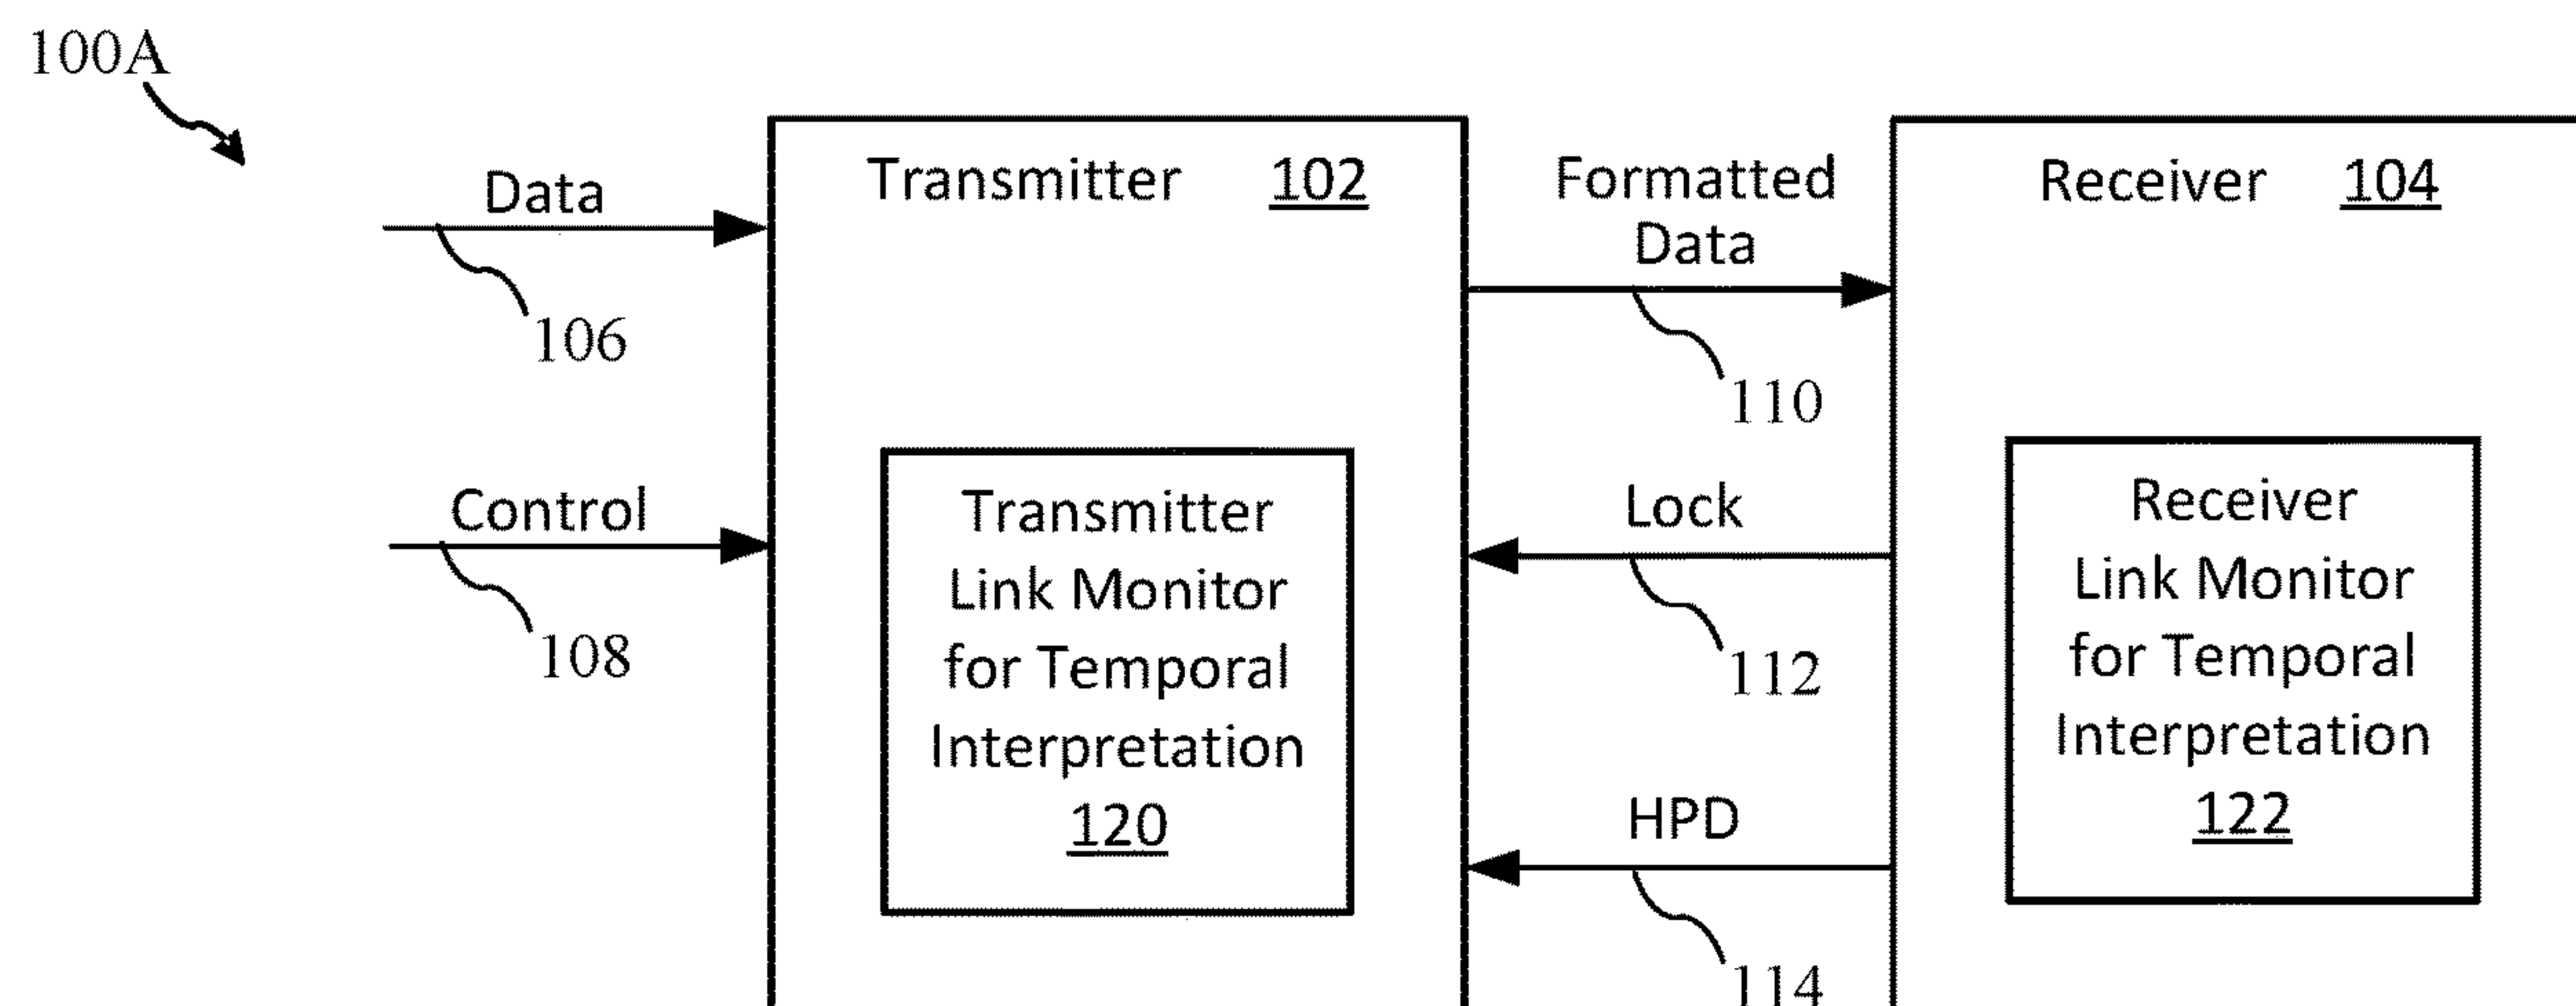 100A
Data
106
Control
108
Transmitter 102
Transmitter
Link Monitor
for Temporal
Interpretation
120
Formatted
Data
110
Lock
112
HPD
114
Receiver 104
Receiver
Link Monitor
for Temporal
Interpretation
122